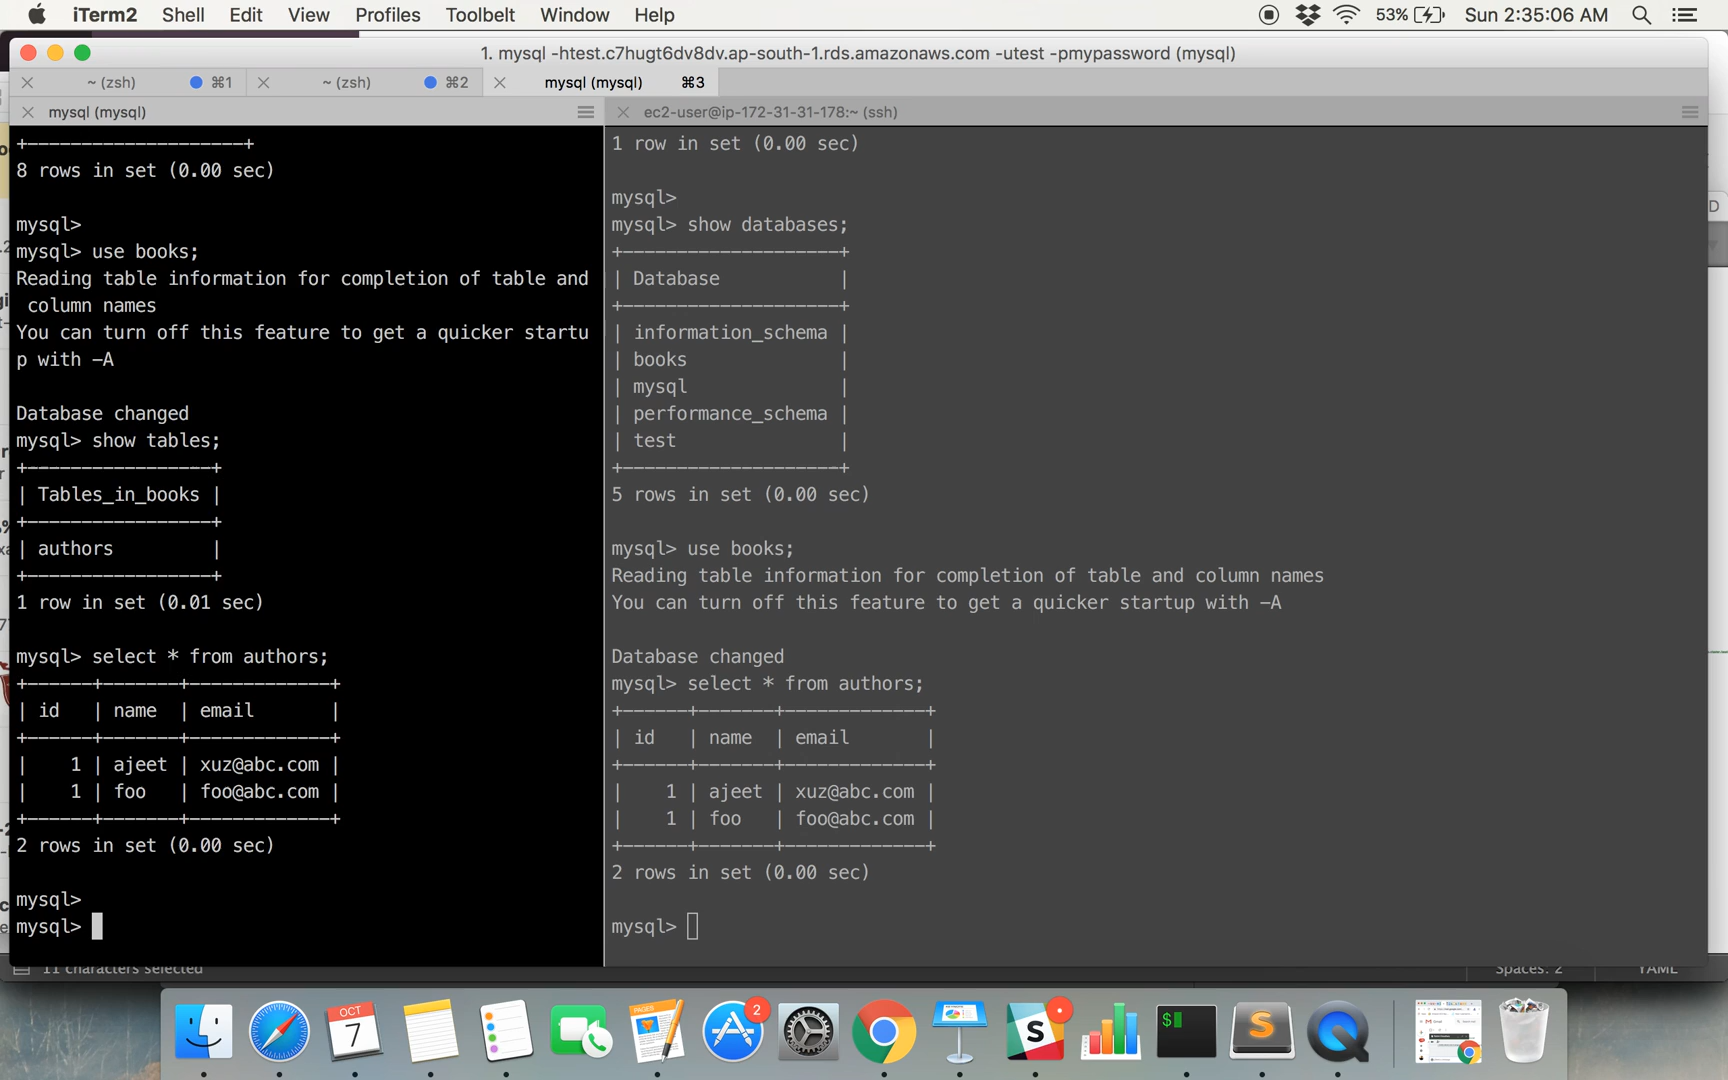 iTerm2 Shell Edit View Profiles Toolbelt Window Help 53% Sun 2:35:06 AM
1. mysql -htest.c7hugt6dv8dv.ap-south-1.rds.amazonaws.com -utest -pmypassword (mysql)
~ (zsh) ⌘1 ~ (zsh) ⌘2 mysql (mysql) ⌘3
mysql (mysql)
+--------------------+
8 rows in set (0.00 sec)
mysql>
mysql> use books;
Reading table information for completion of table and
column names
You can turn off this feature to get a quicker startu
p with -A
Database changed
mysql> show tables;
+-----------------+
| Tables_in_books |
+-----------------+
| authors         |
+-----------------+
1 row in set (0.01 sec)
mysql> select * from authors;
+------+-------+-------------+
| id   | name  | email       |
+------+-------+-------------+
|    1 | ajeet | xuz@abc.com |
|    1 | foo   | foo@abc.com |
+------+-------+-------------+
2 rows in set (0.00 sec)
mysql>
mysql>
ec2-user@ip-172-31-31-178:~ (ssh)
1 row in set (0.00 sec)
mysql>
mysql> show databases;
+--------------------+
| Database           |
+--------------------+
| information_schema |
| books              |
| mysql              |
| performance_schema |
| test               |
+--------------------+
5 rows in set (0.00 sec)
mysql> use books;
Reading table information for completion of table and column names
You can turn off this feature to get a quicker startup with -A
Database changed
mysql> select * from authors;
+------+-------+-------------+
| id   | name  | email       |
+------+-------+-------------+
|    1 | ajeet | xuz@abc.com |
|    1 | foo   | foo@abc.com |
+------+-------+-------------+
2 rows in set (0.00 sec)
mysql>
11 characters selected Spaces: 2 YAML
OCT
7
PAGES
2
S
$
S